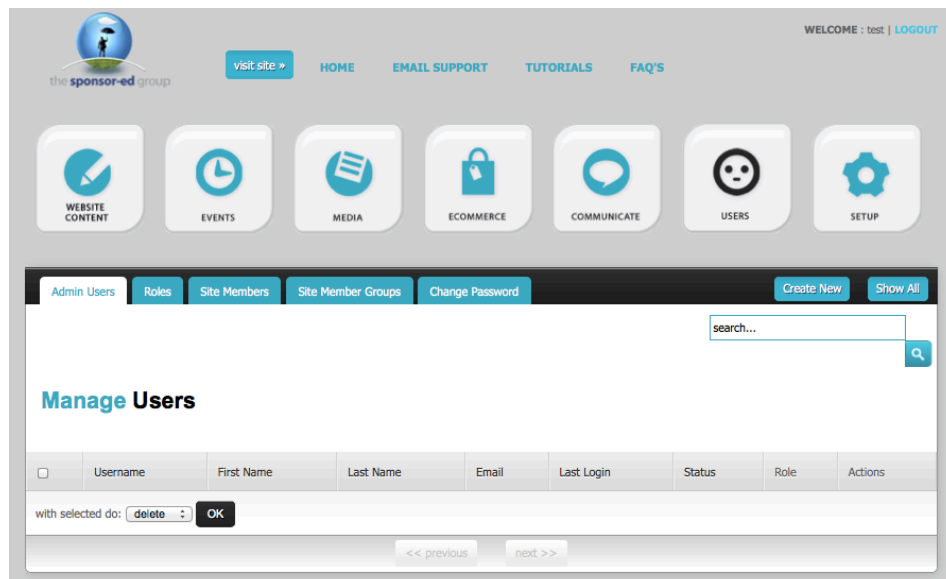 WELCOME : test | LOGOUT
visit site »
HOME
EMAIL SUPPORT
TUTORIALS
FAQ'S
the sponsor-ed group
WEBSITE
CONTENT
EVENTS
MEDIA
ECOMMERCE
COMMUNICATE
USERS
SETUP
Admin Users
Roles
Site Members
Site Member Groups
Change Password
Create New
Show All
search...
Manage Users
Username
First Name
Last Name
Email
Last Login
Status
Role
Actions
with selected do: delete OK
<< previous
next >>